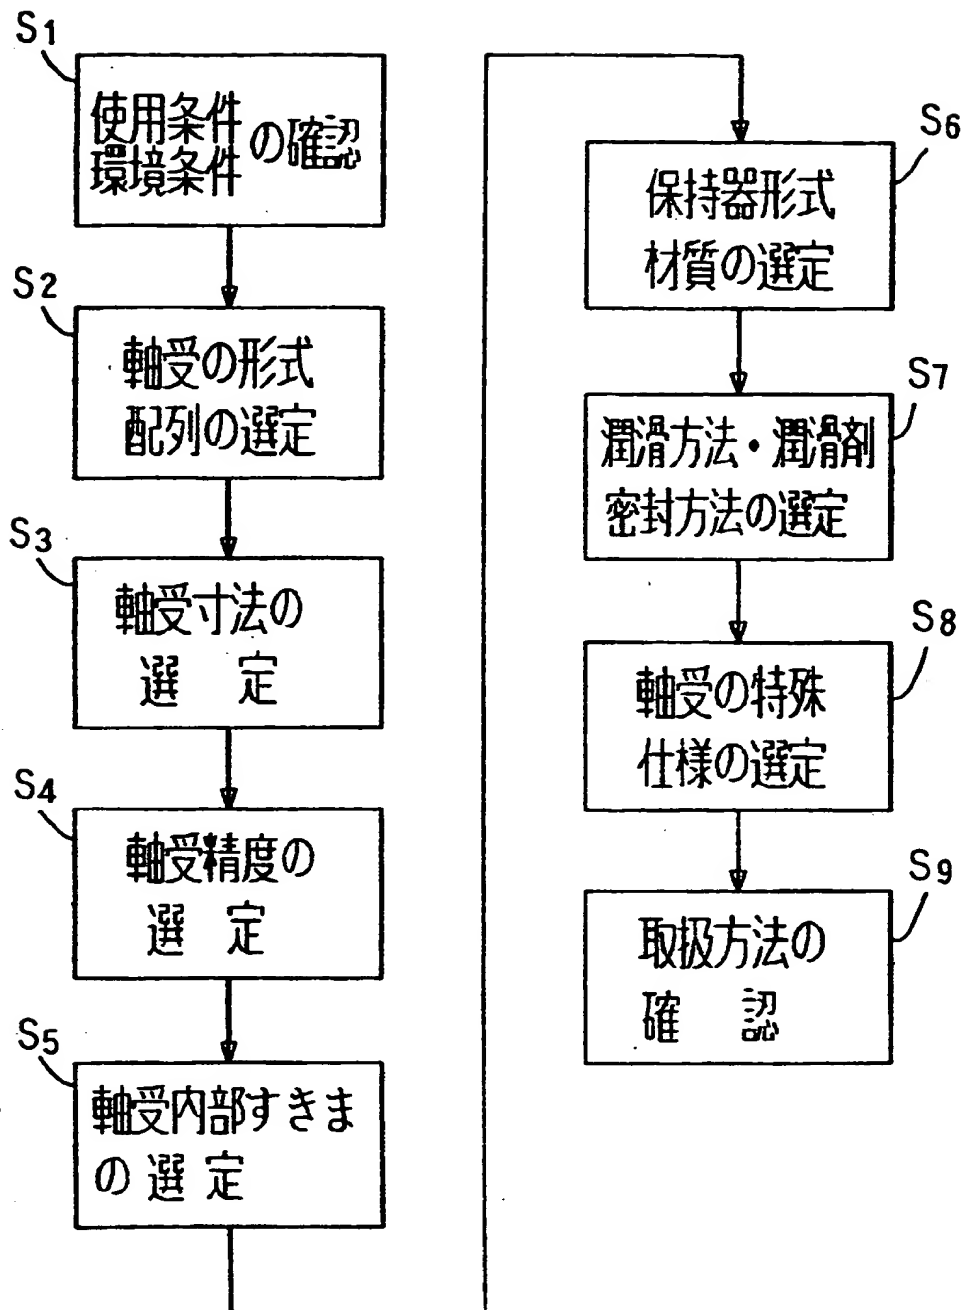 S1
使用条件
環境条件
の確認
S2
軸受の形式
配列の選定
S3
軸受寸法の
選 定
S4
軸受精度の
選 定
S5
軸受内部すきま
の 選 定
S6
保持器形式
材質の選定
S7
潤滑方法・潤滑剤
密封方法の選定
S8
軸受の特殊
仕様の選定
S9
取扱方法の
確 認